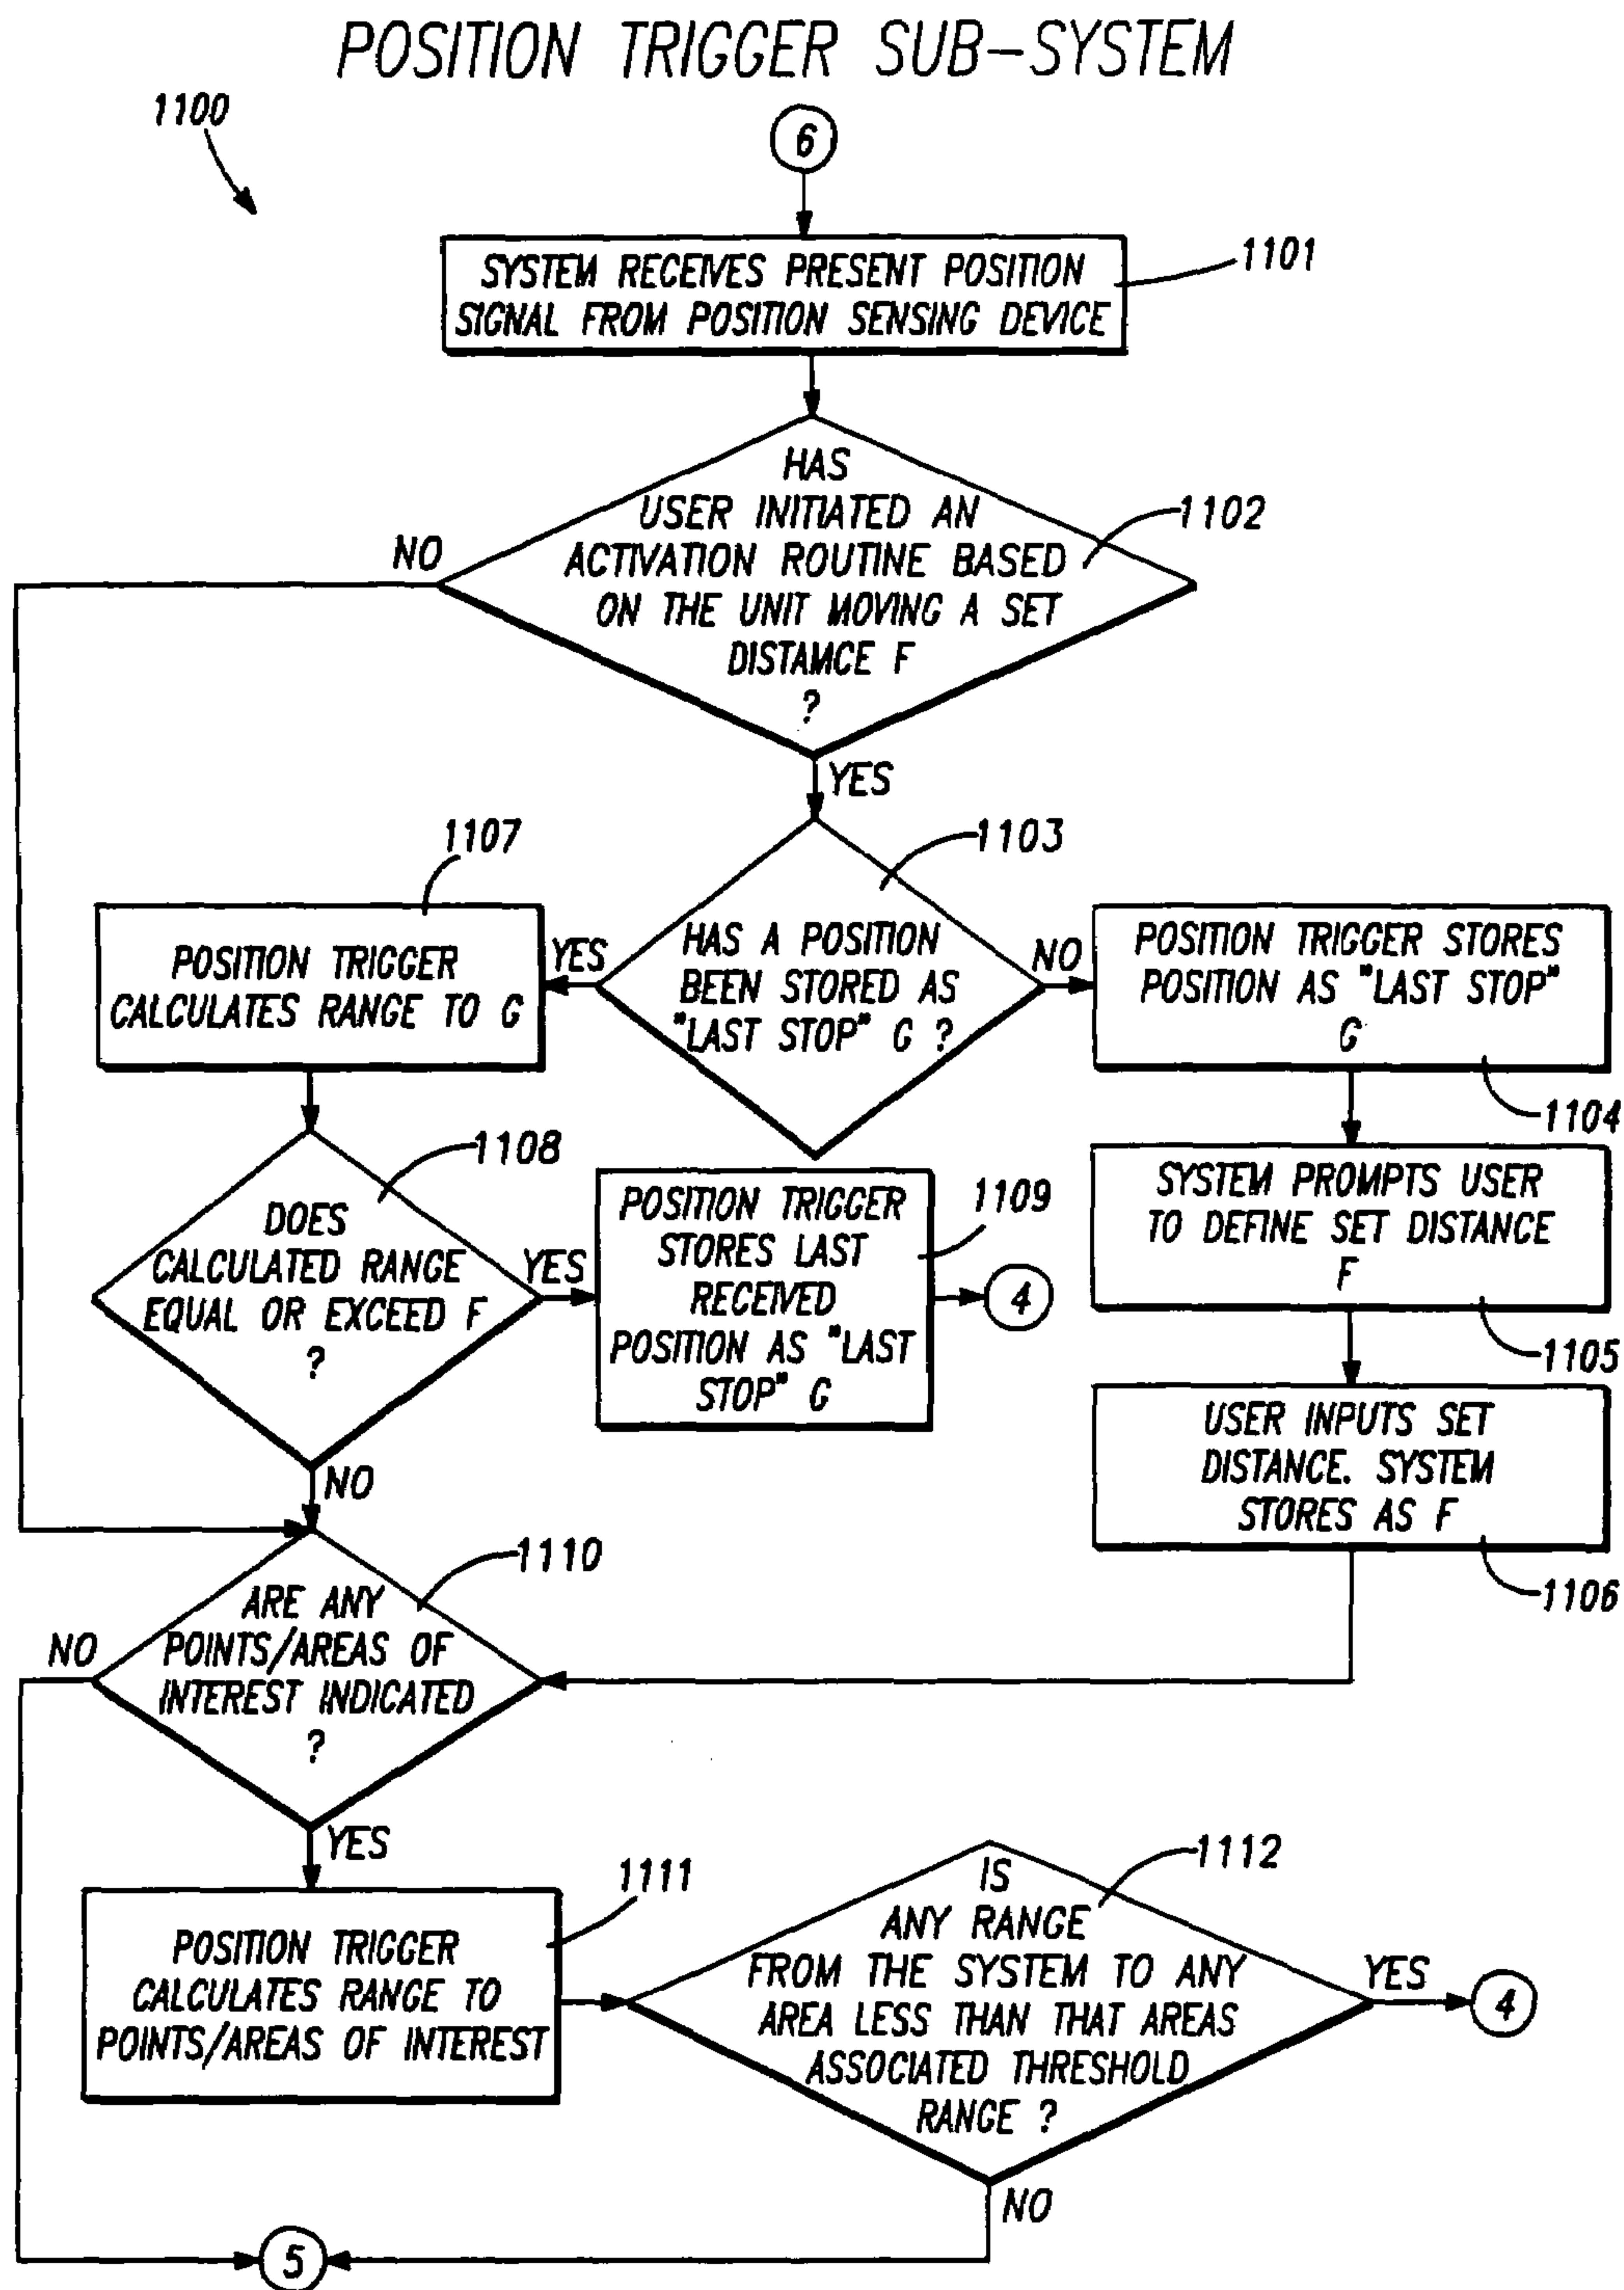 POSITION TRIGGER SUB-SYSTEM
1100
6
SYSTEM RECEIVES PRESENT POSITION
SIGNAL FROM POSITION SENSING DEVICE
1101
HAS
USER INITIATED AN
ACTIVATION ROUTINE BASED
ON THE UNIT MOVING A SET
DISTAMCE F
?
1102
NO
YES
1103
HAS A POSITION
BEEN STORED AS
"LAST STOP" G ?
YES
NO
1107
POSITION TRIGGER
CALCULATES RANGE TO G
POSITION TRIGGER STORES
POSITION AS "LAST STOP"
G
1104
1108
DOES
CALCULATED RANGE
EQUAL OR EXCEED F
?
YES
NO
POSITION TRIGGER
STORES LAST
RECEIVED
POSITION AS "LAST
STOP" G
1109
4
SYSTEM PROMPTS USER
TO DEFINE SET DISTANCE
F
1105
USER INPUTS SET
DISTANCE. SYSTEM
STORES AS F
1106
1110
ARE ANY
POINTS/AREAS OF
INTEREST INDICATED
?
NO
YES
1111
POSITION TRIGGER
CALCULATES RANGE TO
POINTS/AREAS OF INTEREST
1112
IS
ANY RANGE
FROM THE SYSTEM TO ANY
AREA LESS THAN THAT AREAS
ASSOCIATED THRESHOLD
RANGE ?
YES
4
NO
5